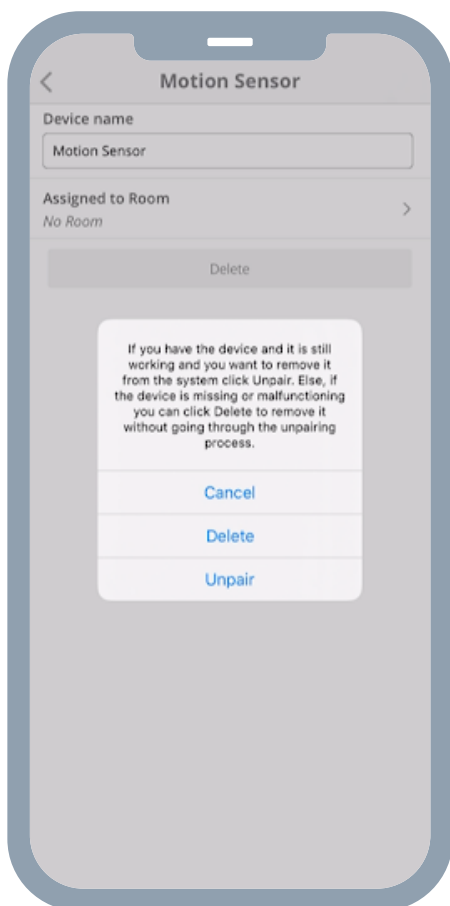 Motion Sensor
Device name
Motion Sensor
Assigned to Room
No Room
Delete
If you have the device and it is still
working and you want to remove it
from the system click Unpair. Else, if
the device is missing or malfunctioning
you can click Delete to remove it
without going through the unpairing
process.
Cancel
Delete
Unpair